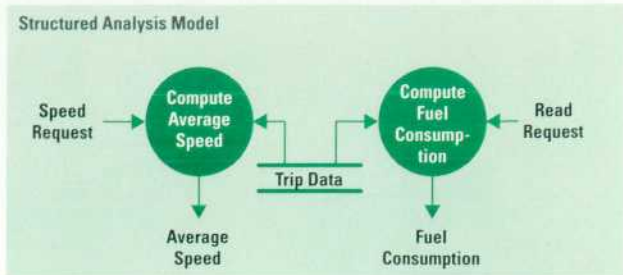 Structured Analysis Model
Speed
Request
Compute
Average
Speed
Compute
Fuel
Consump-
tion
Read
Request
Trip Data
Average
Speed
Fuel
Consumption